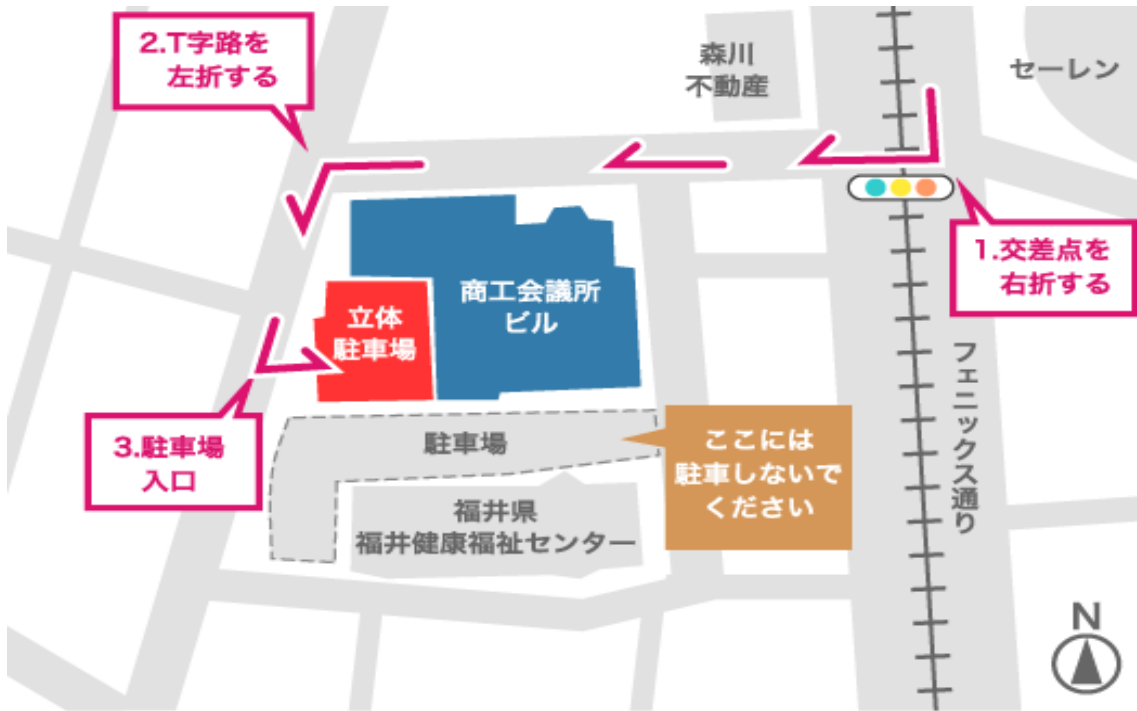 2.T字路を
左折する
森川
不動産
セーレン
1.交差点を
右折する
商工会議所
ビル
立体
駐車場
フェニックス通り
3.駐車場
入口
駐車場
ここには
駐車しないで
ください
福井県
福井健康福祉センター
N